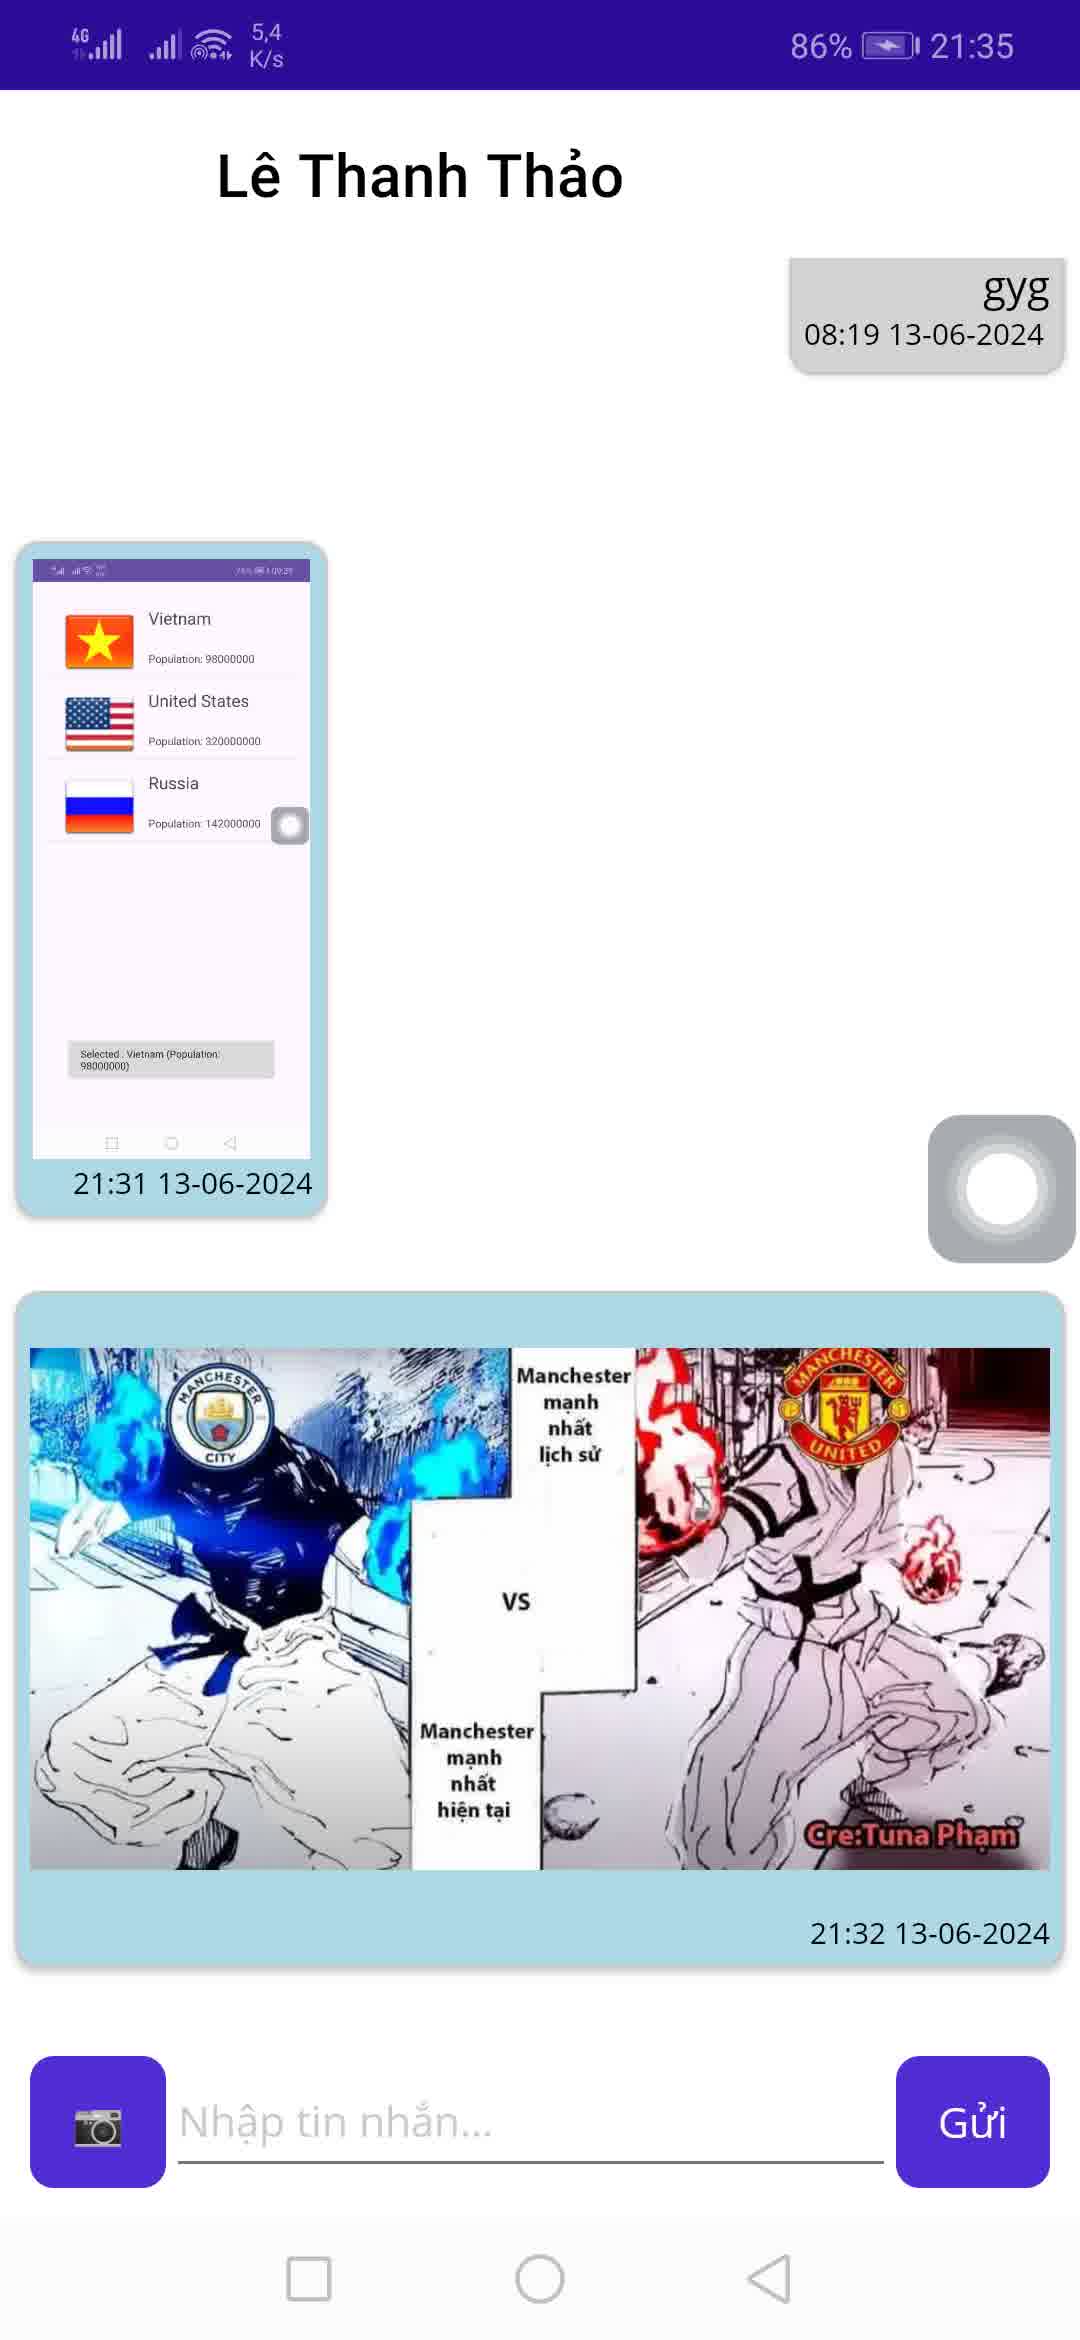 4G
5,4
K/s
86%
21:35
Lê Thanh Thảo
gyg
08:19 13-06-2024
Vietnam
Population: 98000000
United States
Population: 320000000
Russia
Population: 142000000
Selected : Vietnam (Population:
98000000)
21:31 13-06-2024
MANCHESTER
CITY
Manchester
mạnh
nhất
lịch sử
MANCHESTER
UNITED
VS
Manchester
mạnh
nhất
hiện tại
Cre:Tuna Phạm
21:32 13-06-2024
Nhập tin nhắn...
Gửi